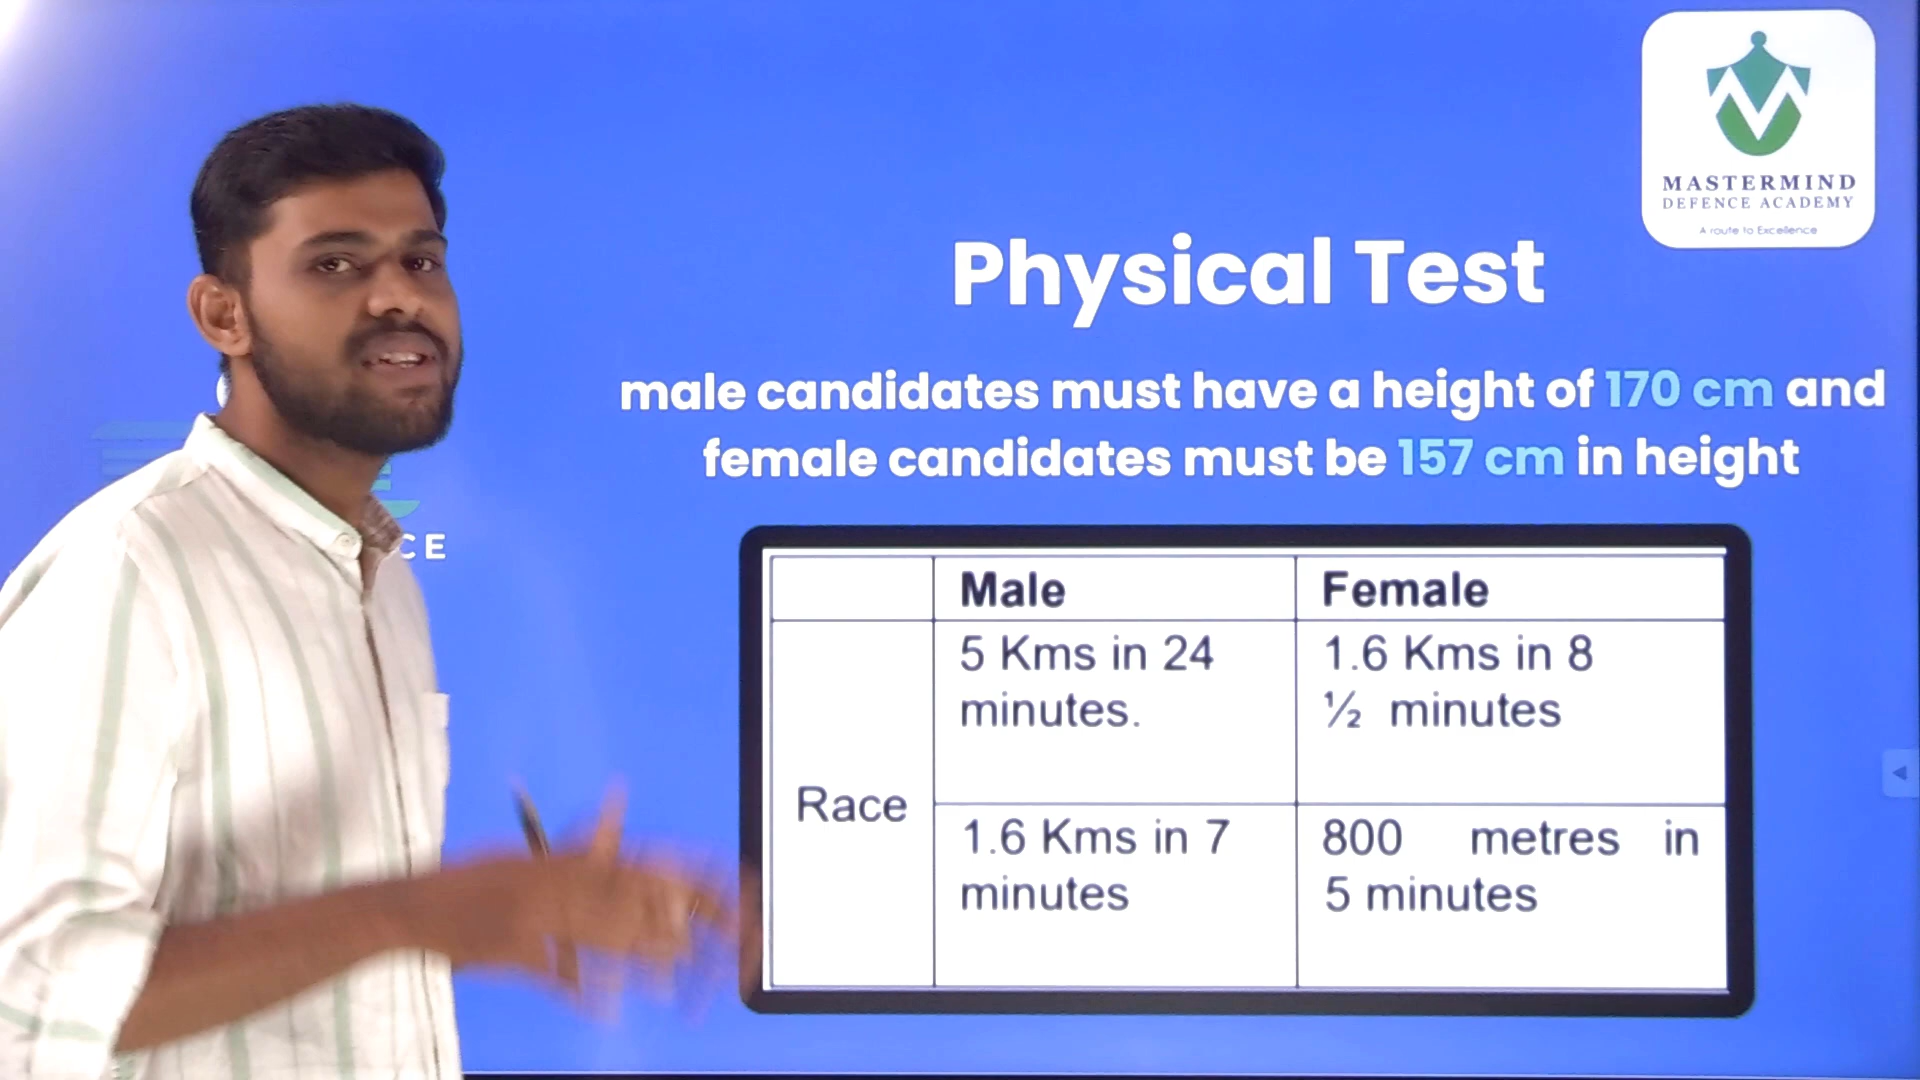 MASTERMIND
DEFENCE ACADEMY
A route to Excellence
Physical Test
male candidates must have a height of 170 cm and
female candidates must be 157 cm in height
CE
Male Female
5 Kms in 24
minutes.
1.6 Kms in 8
½ minutes
Race
1.6 Kms in 7
minutes
800 metres in
5 minutes